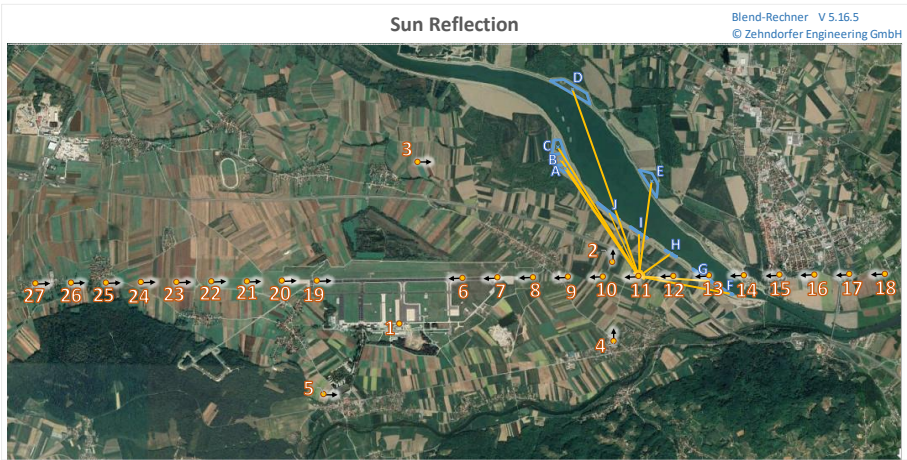 Sun Reflection
Blend-Rechner V 5.16.5
© Zehndorfer Engineering GmbH
D
3
C
B
A
E
J
I
2
H
G
F
27 26 25 24 23 22 21 20 19 6 7 8 9 10 11 12 13 14 15 16 17 18
1
4
5